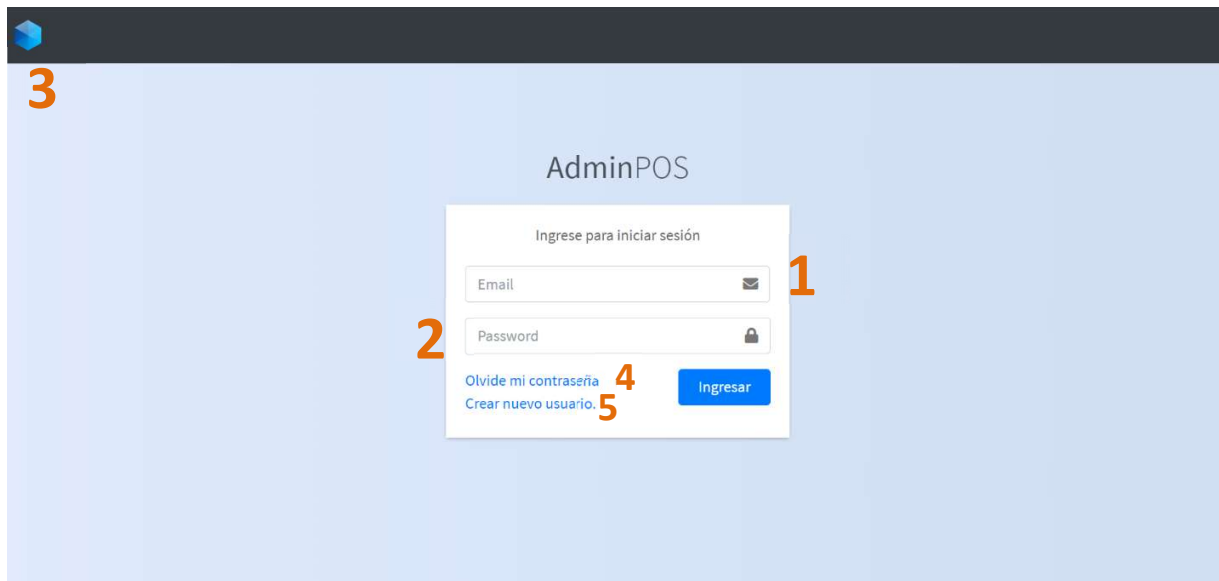 3
AdminPOS
Ingrese para iniciar sesión
Email 1
2 Password
Olvide mi contraseña 4 Ingresar
Crear nuevo usuario. 5